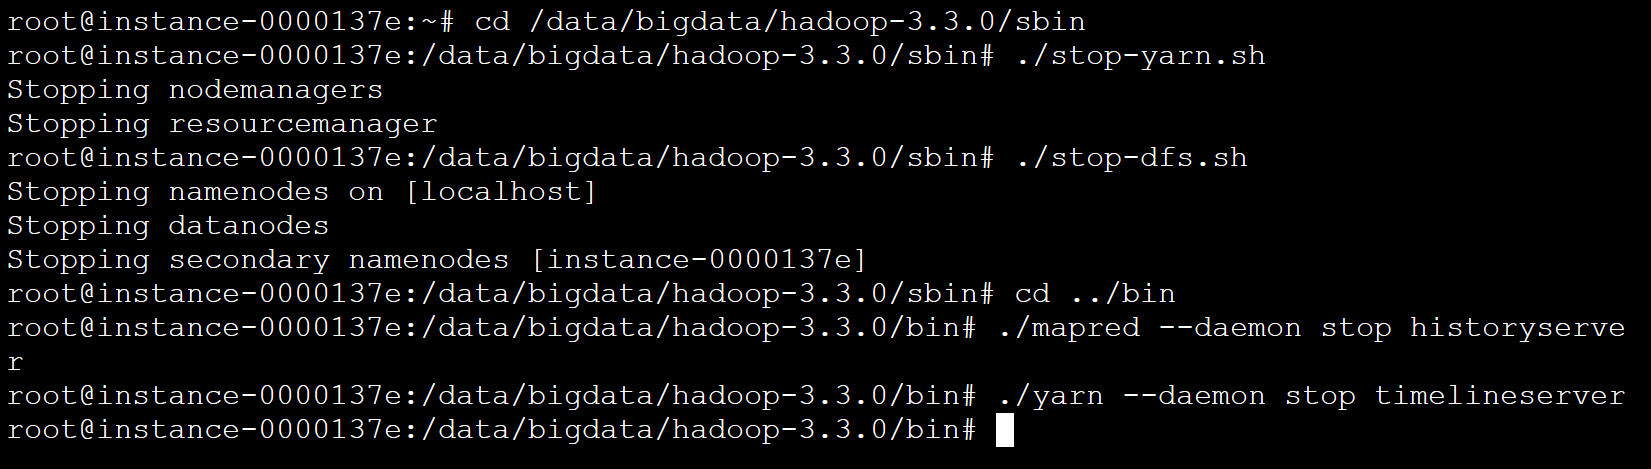 root@instance-0000137e:~# cd /data/bigdata/hadoop-3.3.0/sbin
root@instance-0000137e:/data/bigdata/hadoop-3.3.0/sbin# ./stop-yarn.sh
Stopping nodemanagers
Stopping resourcemanager
root@instance-0000137e:/data/bigdata/hadoop-3.3.0/sbin# ./stop-dfs.sh
Stopping namenodes on [localhost]
Stopping datanodes
Stopping secondary namenodes [instance-0000137e]
root@instance-0000137e:/data/bigdata/hadoop-3.3.0/sbin# cd ../bin
root@instance-0000137e:/data/bigdata/hadoop-3.3.0/bin# ./mapred --daemon stop historyserve
r
root@instance-0000137e:/data/bigdata/hadoop-3.3.0/bin# ./yarn --daemon stop timelineserver
root@instance-0000137e:/data/bigdata/hadoop-3.3.0/bin#